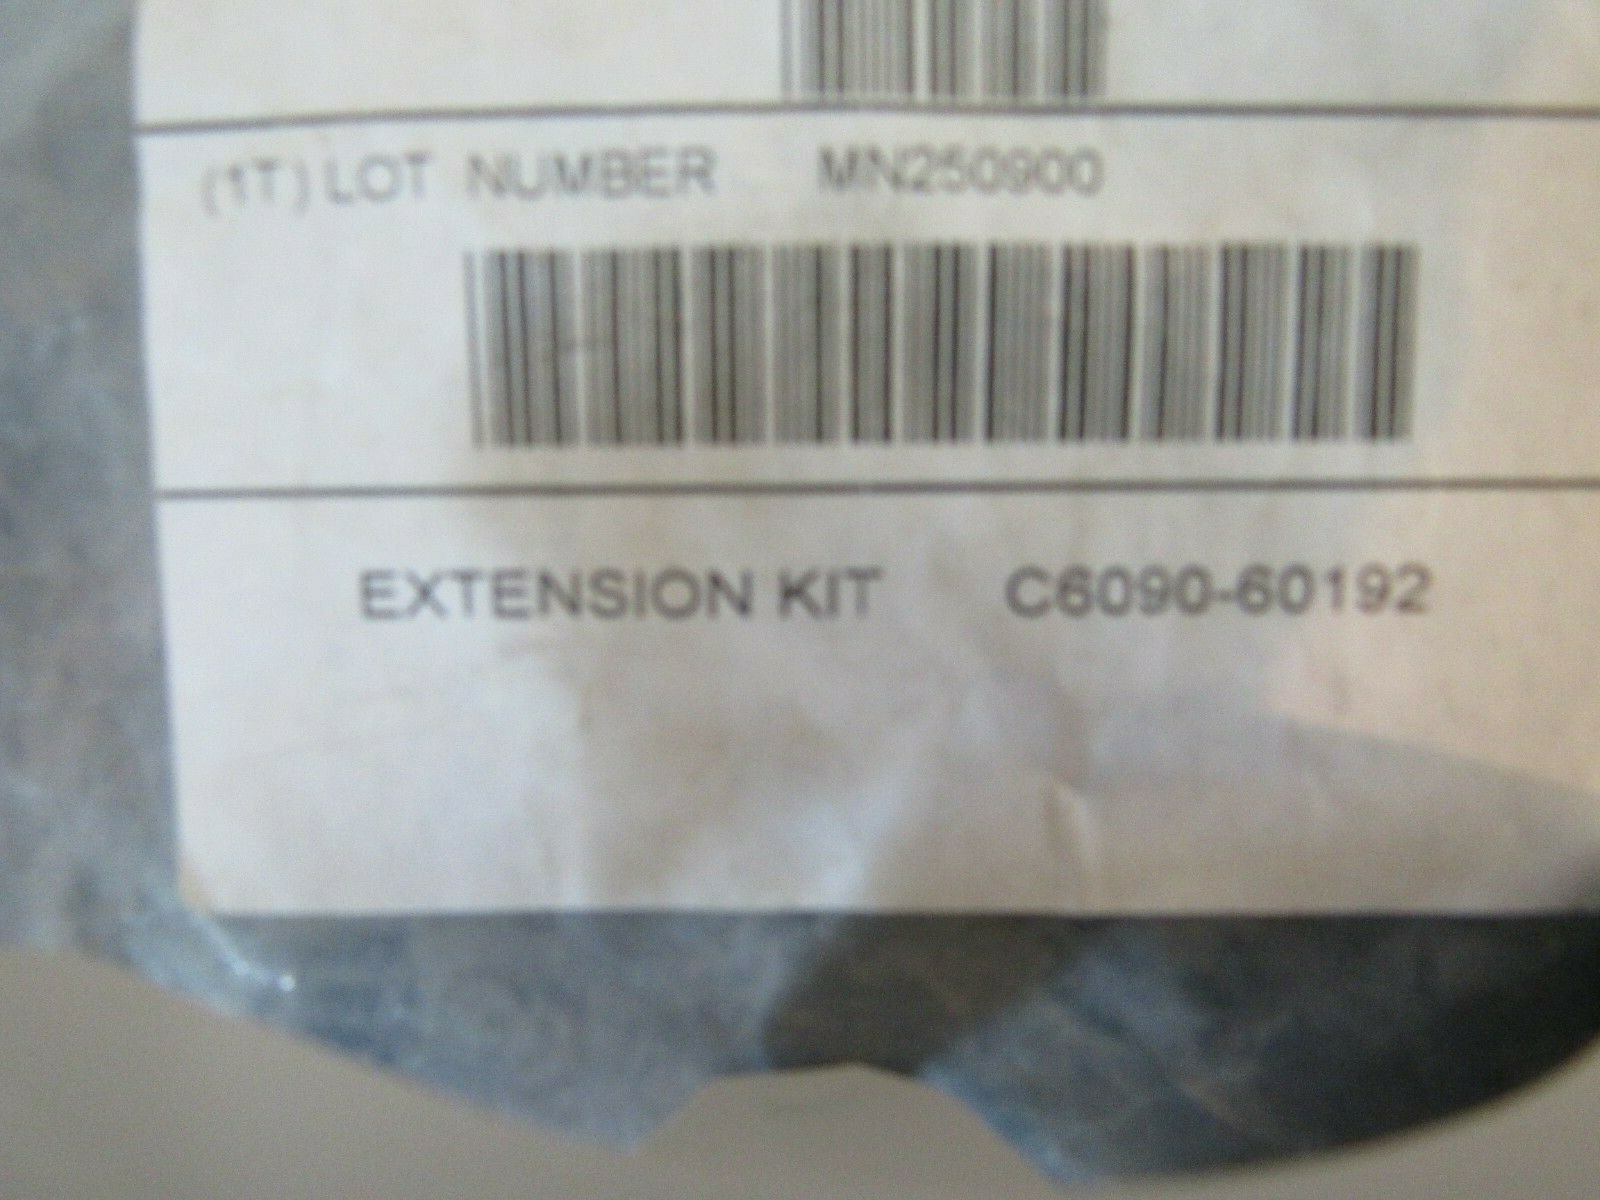 (1T) LOT NUMBER MN250900
EXTENSION KIT C6090-60192